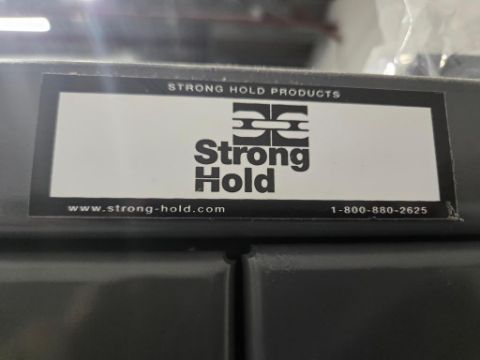 STRONG HOLD PRODUCTS
Strong
Hold
www.strong-hold.com 1-800-880-2625